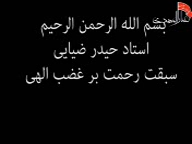 بسم الله الرحمن الرحيم
استاد حیدر ضیایی
سبقت رحمت بر غضب الهی